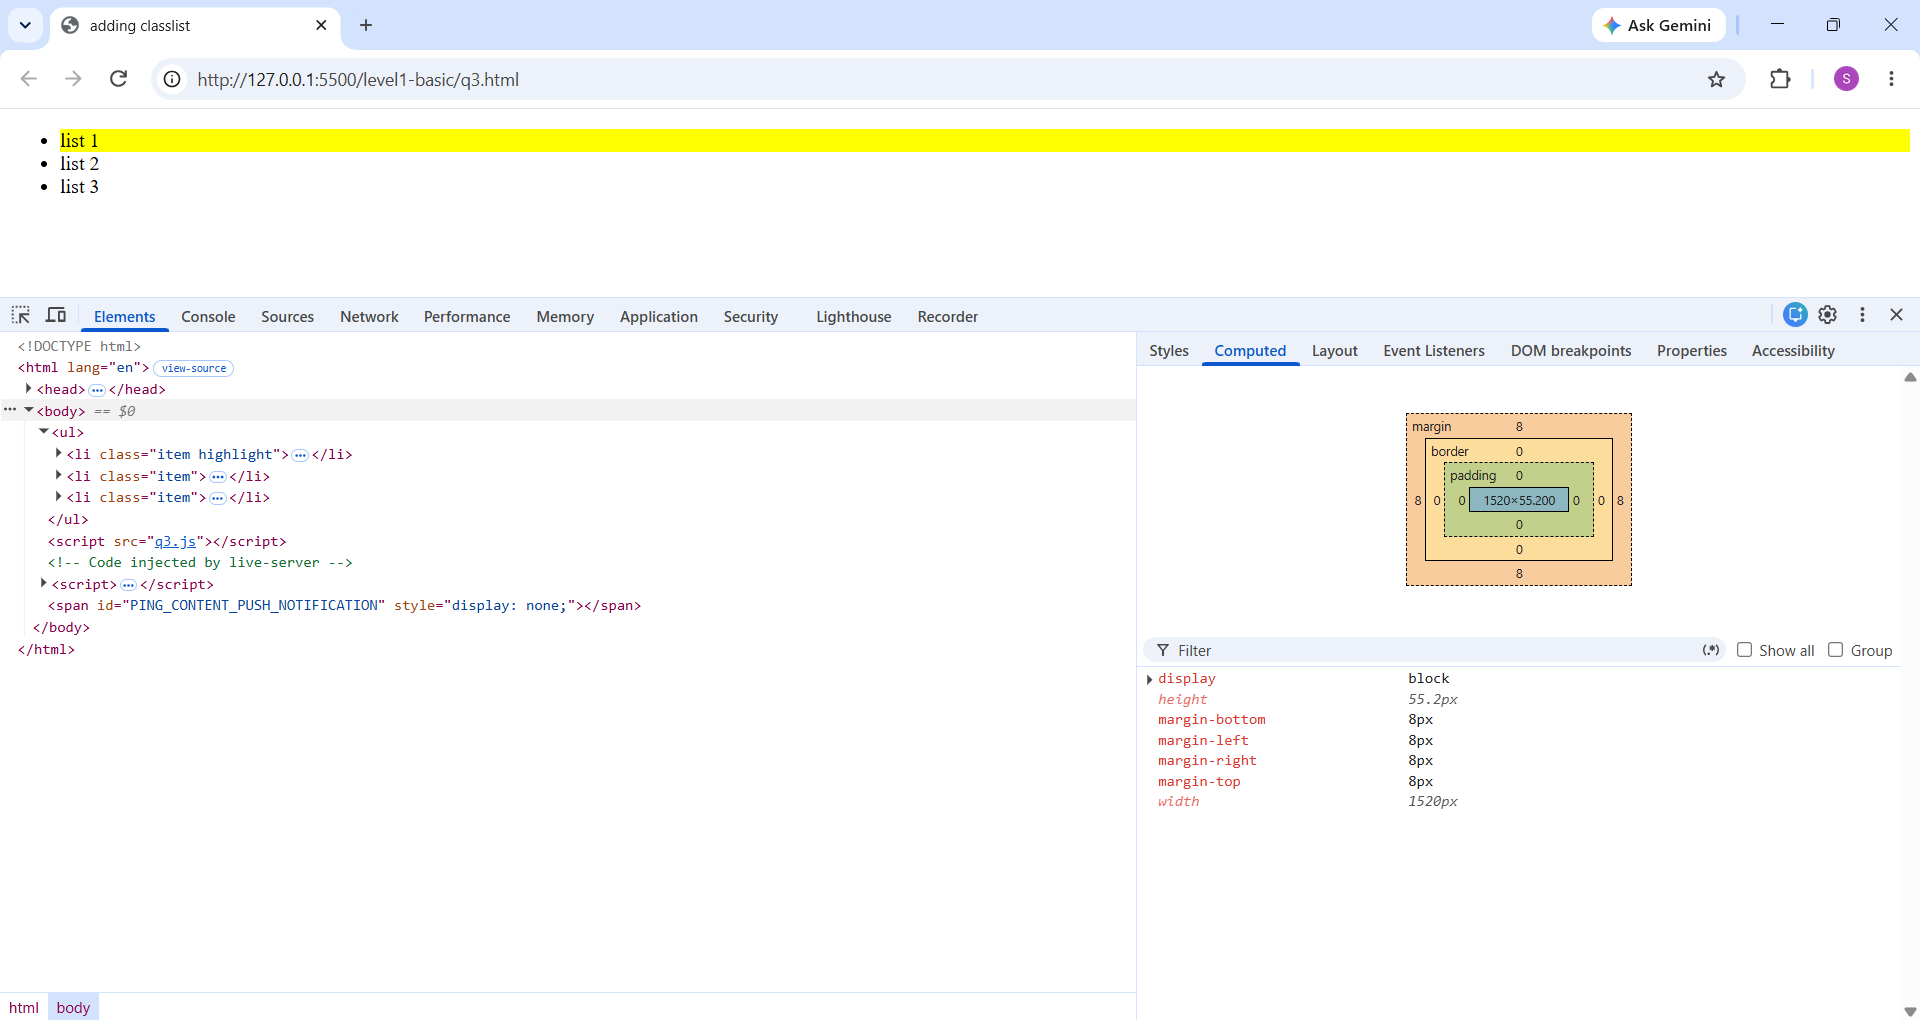 adding classlist
Ask Gemini
http://127.0.0.1:5500/level1-basic/q3.html
S
• list 1
• list 2
• list 3
Elements Console Sources Network Performance Memory Application Security Lighthouse Recorder
<!DOCTYPE html>
<html lang="en"> view-source
<head> ••• </head>
••• <body> == $0
<ul>
<li class="item highlight"> ••• </li>
<li class="item"> ••• </li>
<li class="item"> ••• </li>
</ul>
<script src="q3.js"></script>
<!-- Code injected by live-server -->
<script> ••• </script>
<span id="PING_CONTENT_PUSH_NOTIFICATION" style="display: none;"></span>
</body>
</html>
html body
Styles Computed Layout Event Listeners DOM breakpoints Properties Accessibility
margin 8
border 0
padding 0
8 0 0 1520×55.200 0 0 8
0
0
8
Filter (.*) Show all Group
display block
height 55.2px
margin-bottom 8px
margin-left 8px
margin-right 8px
margin-top 8px
width 1520px